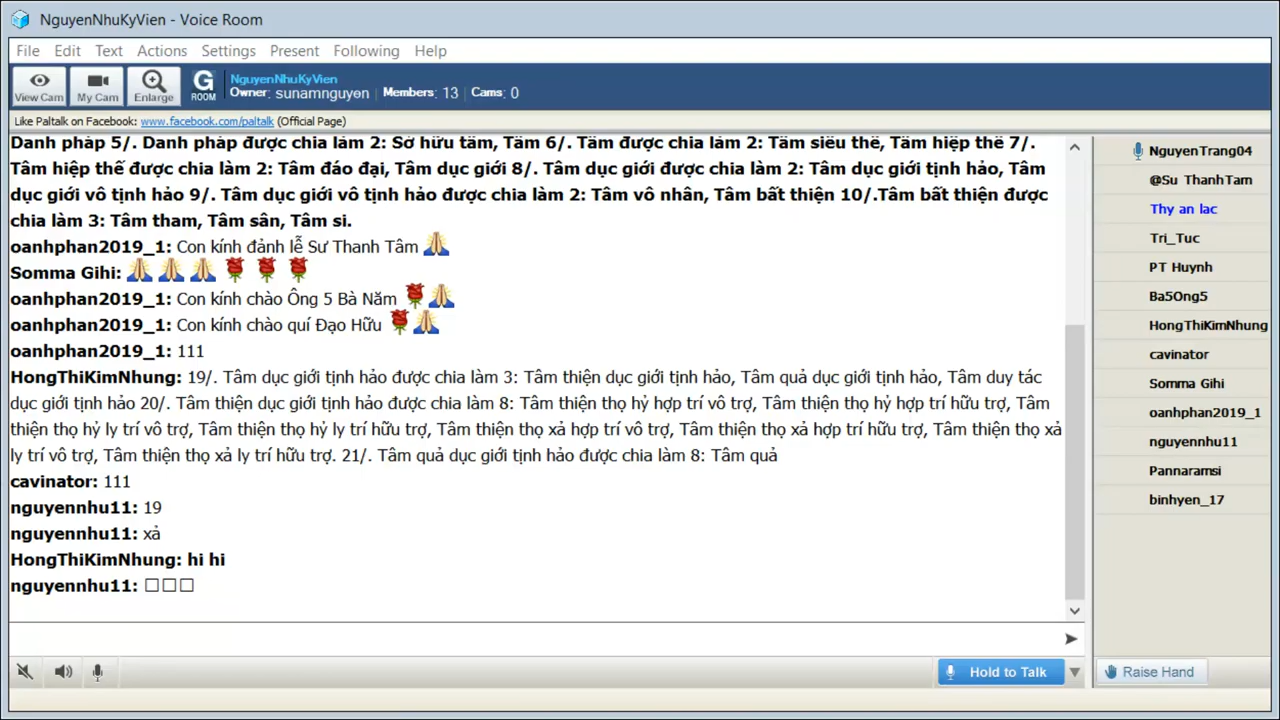 NguyenNhuKyVien - Voice Room
File Edit Text Actions Settings Present Following Help
View Cam My Cam Enlarge G ROOM NguyenNhuKyVien
Owner: sunamnguyen Members: 13 Cams: 0
Like Paltalk on Facebook: www.facebook.com/paltalk (Official Page)
Danh pháp 5/. Danh pháp được chia làm 2: Sở hữu tâm, Tâm 6/. Tâm được chia làm 2: Tâm siêu thế, Tâm hiệp thế 7/.
Tâm hiệp thế được chia làm 2: Tâm đáo đại, Tâm dục giới 8/. Tâm dục giới được chia làm 2: Tâm dục giới tịnh hảo, Tâm
dục giới vô tịnh hảo 9/. Tâm dục giới vô tịnh hảo được chia làm 2: Tâm vô nhân, Tâm bất thiện 10/.Tâm bất thiện được
chia làm 3: Tâm tham, Tâm sân, Tâm si.
oanhphan2019_1: Con kính đảnh lễ Sư Thanh Tâm 🙏
Somma Gihi: 🙏 🙏 🙏 🌹 🌹 🌹
oanhphan2019_1: Con kính chào Ông 5 Bà Năm 🌹🙏
oanhphan2019_1: Con kính chào quí Đạo Hữu 🌹🙏
oanhphan2019_1: 111
HongThiKimNhung: 19/. Tâm dục giới tịnh hảo được chia làm 3: Tâm thiện dục giới tịnh hảo, Tâm quả dục giới tịnh hảo, Tâm duy tác
dục giới tịnh hảo 20/. Tâm thiện dục giới tịnh hảo được chia làm 8: Tâm thiện thọ hỷ hợp trí vô trợ, Tâm thiện thọ hỷ hợp trí hữu trợ, Tâm
thiện thọ hỷ ly trí vô trợ, Tâm thiện thọ hỷ ly trí hữu trợ, Tâm thiện thọ xả hợp trí vô trợ, Tâm thiện thọ xả hợp trí hữu trợ, Tâm thiện thọ xả
ly trí vô trợ, Tâm thiện thọ xả ly trí hữu trợ. 21/. Tâm quả dục giới tịnh hảo được chia làm 8: Tâm quả
cavinator: 111
nguyennhu11: 19
nguyennhu11: xả
HongThiKimNhung: hi hi
nguyennhu11: □□□
NguyenTrang04
@Su ThanhTam
Thy an lac
Tri_Tuc
PT Huynh
Ba5Ong5
HongThiKimNhung
cavinator
Somma Gihi
oanhphan2019_1
nguyennhu11
Pannaramsi
binhyen_17
Hold to Talk
Raise Hand